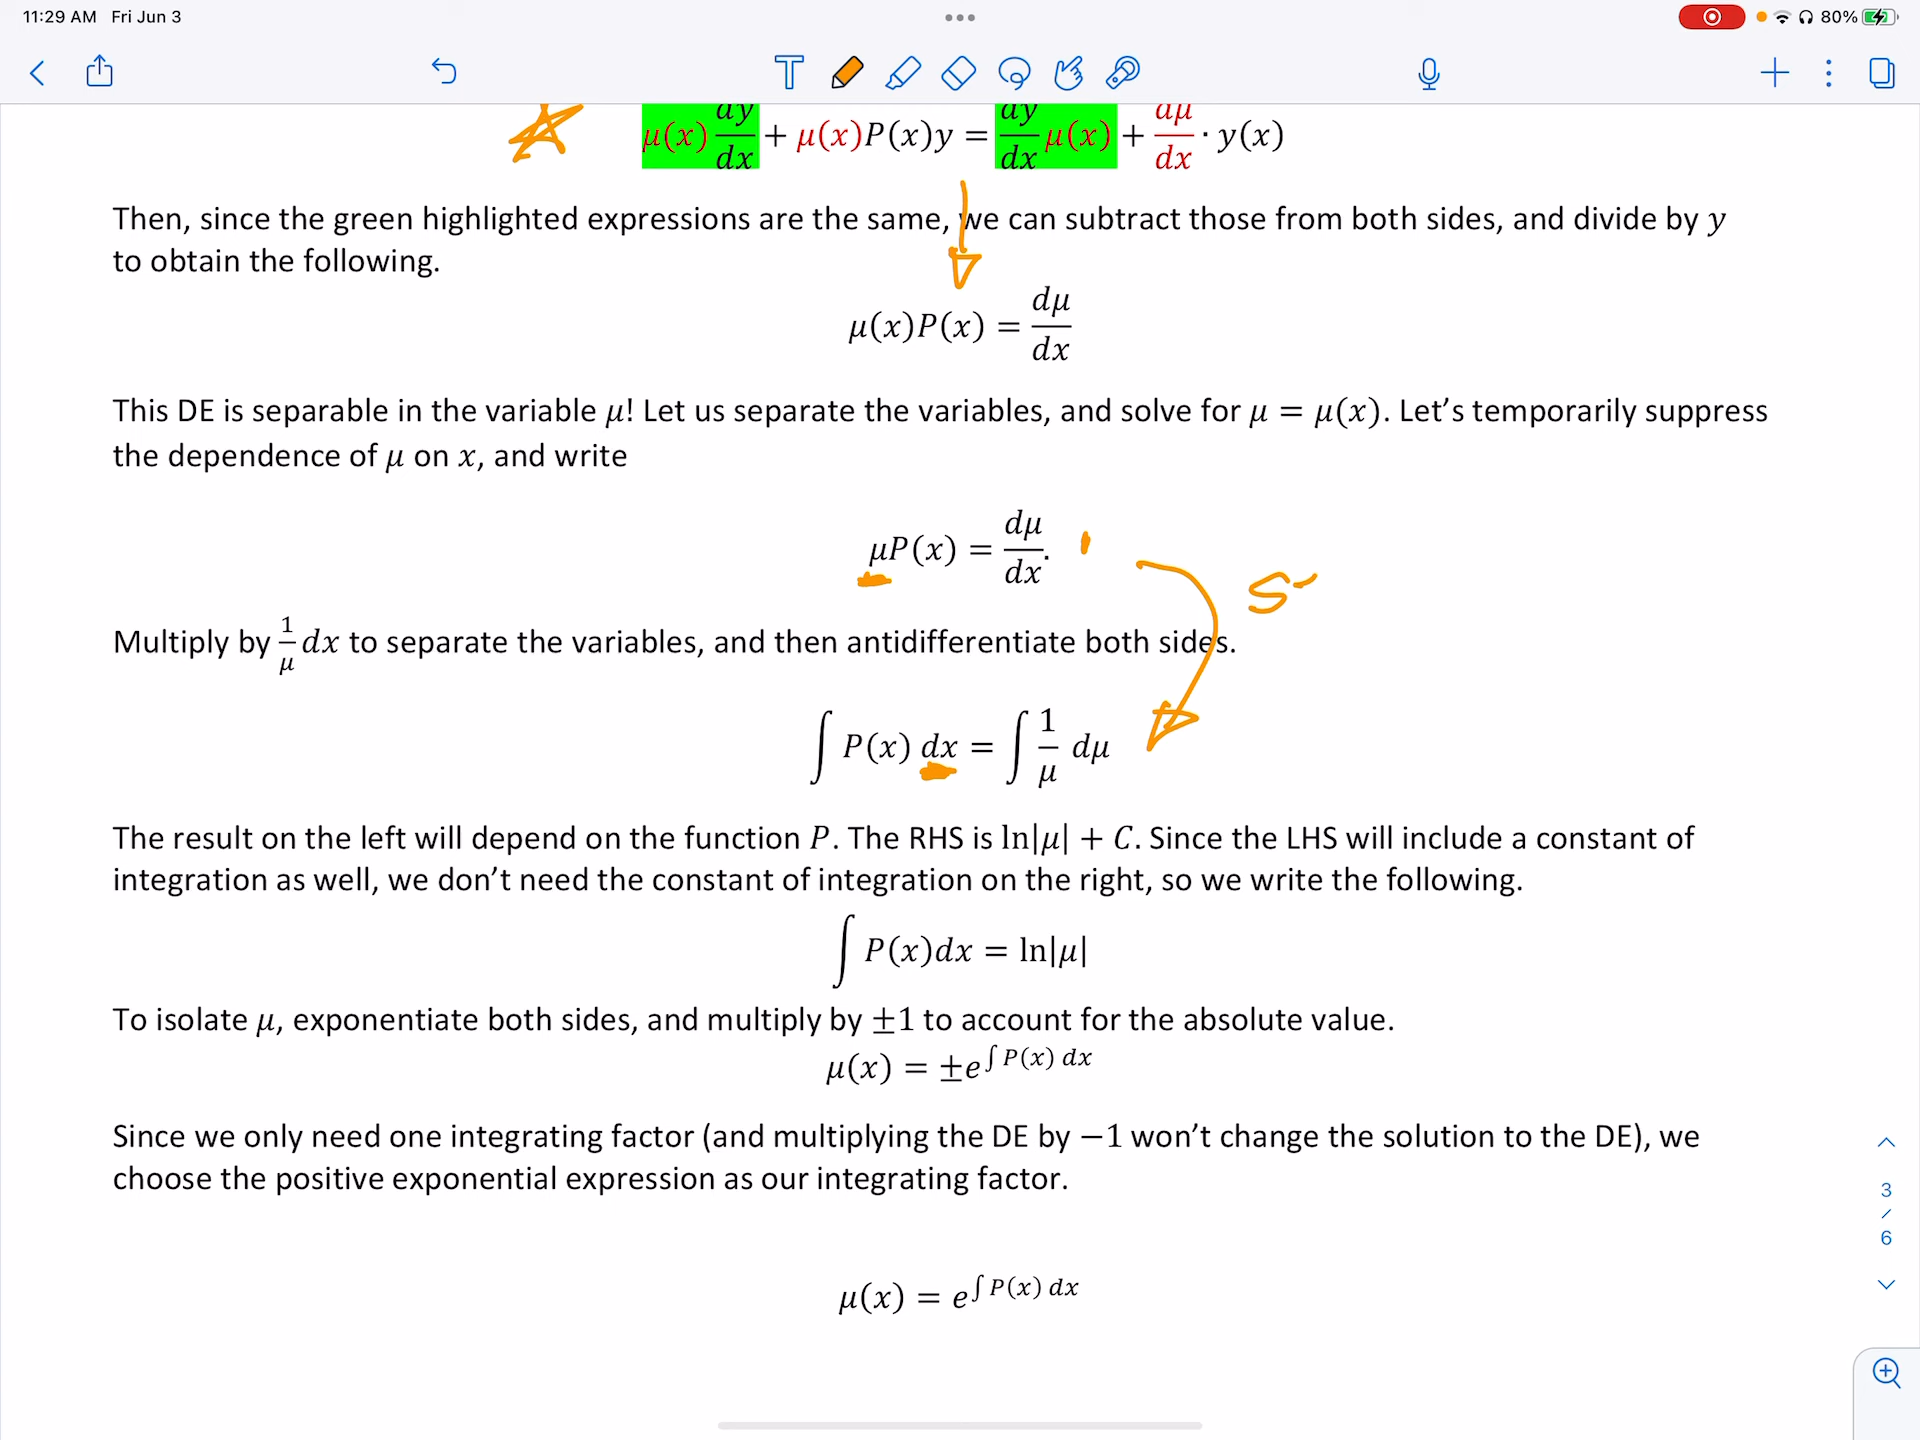 11:29 AM Fri Jun 3 80%
μ(x) dy/dx + μ(x)P(x)y = dy/dx μ(x) + dμ/dx · y(x)
Then, since the green highlighted expressions are the same, we can subtract those from both sides, and divide by y
to obtain the following.
μ(x)P(x) = dμ/dx
This DE is separable in the variable μ! Let us separate the variables, and solve for μ = μ(x). Let’s temporarily suppress
the dependence of μ on x, and write
μP(x) = dμ/dx.
Multiply by 1/μ dx to separate the variables, and then antidifferentiate both sides.
∫ P(x) dx = ∫ 1/μ dμ
The result on the left will depend on the function P. The RHS is ln|μ| + C. Since the LHS will include a constant of
integration as well, we don’t need the constant of integration on the right, so we write the following.
∫ P(x)dx = ln|μ|
To isolate μ, exponentiate both sides, and multiply by ±1 to account for the absolute value.
μ(x) = ±e^∫ P(x) dx
Since we only need one integrating factor (and multiplying the DE by −1 won’t change the solution to the DE), we
choose the positive exponential expression as our integrating factor.
μ(x) = e^∫ P(x) dx
3
/
6